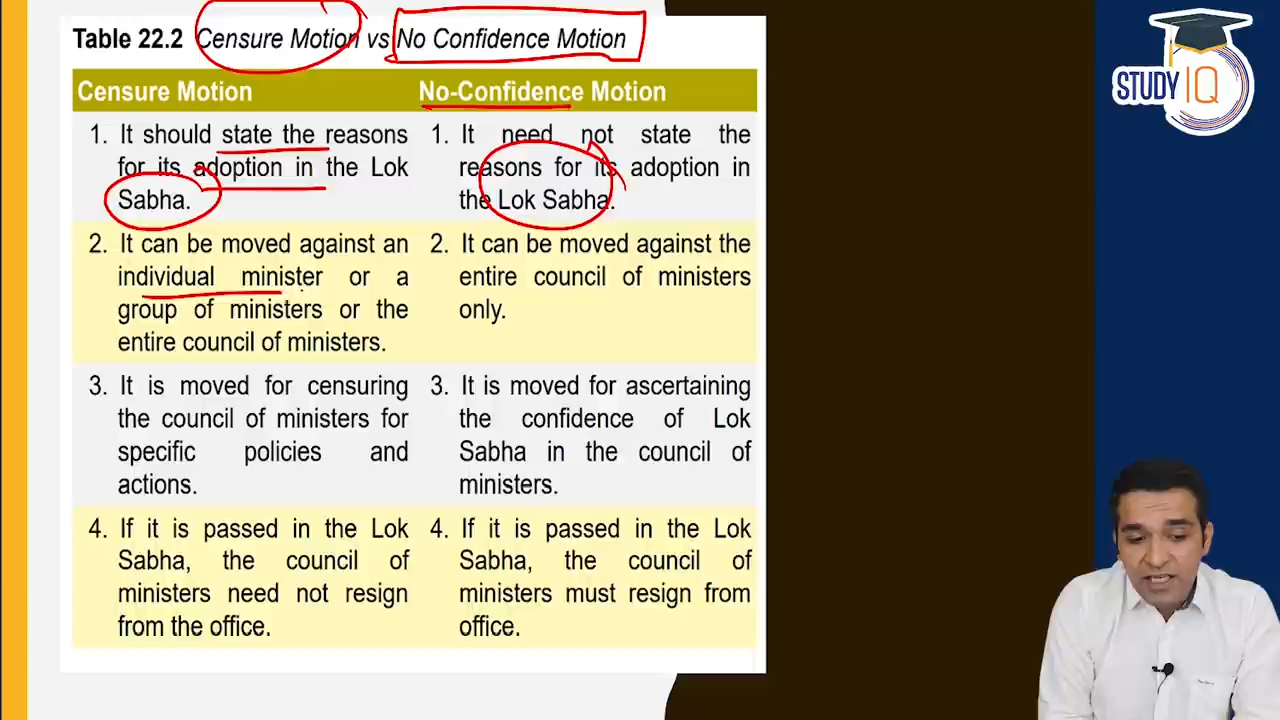 Table 22.2 Censure Motion vs No Confidence Motion
Censure Motion
No-Confidence Motion
1. It should state the reasons
for its adoption in the Lok
Sabha.
1. It need not state the
reasons for its adoption in
the Lok Sabha.
2. It can be moved against an
individual minister or a
group of ministers or the
entire council of ministers.
2. It can be moved against the
entire council of ministers
only.
3. It is moved for censuring
the council of ministers for
specific policies and
actions.
3. It is moved for ascertaining
the confidence of Lok
Sabha in the council of
ministers.
4. If it is passed in the Lok
Sabha, the council of
ministers need not resign
from the office.
4. If it is passed in the Lok
Sabha, the council of
ministers must resign from
office.
STUDY IQ